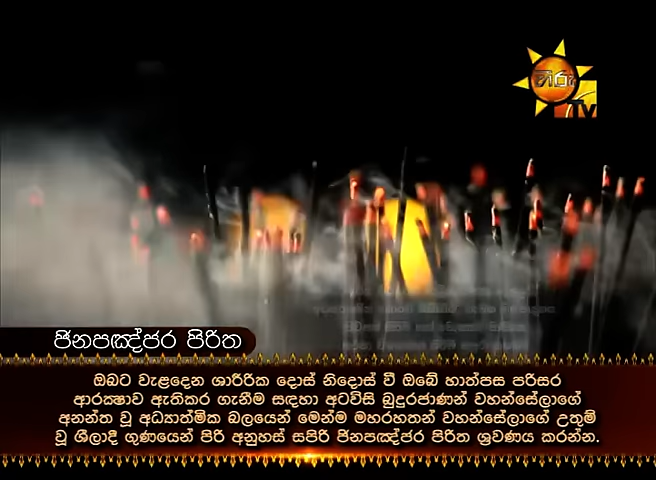 හිරු
TV
ජිනපඤ්ජර පිරිත
ඔබට වැළදෙන ශාරීරික දොස් නිදොස් වී ඔබේ හාත්පස පරිසර
ආරක්‍ෂාව ඇතිකර ගැනීම සඳහා අටවිසි බුදුරජාණන් වහන්සේලාගේ
අනන්ත වූ අධ්‍යාත්මික බලයෙන් මෙන්ම මහරහතන් වහන්සේලාගේ උතුම්
වූ ශීලාදී ගුණයෙන් පිරි අනුහස් සපිරි ජිනපඤ්ජර පිරිත ශ්‍රවණය කරන්න.